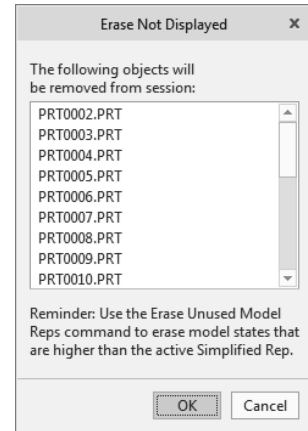 Erase Not Displayed
The following objects will
be removed from session:
PRT0002.PRT
PRT0003.PRT
PRT0004.PRT
PRT0005.PRT
PRT0006.PRT
PRT0007.PRT
PRT0008.PRT
PRT0009.PRT
PRT0010.PRT
Reminder: Use the Erase Unused Model
Reps command to erase model states that
are higher than the active Simplified Rep.
OK Cancel